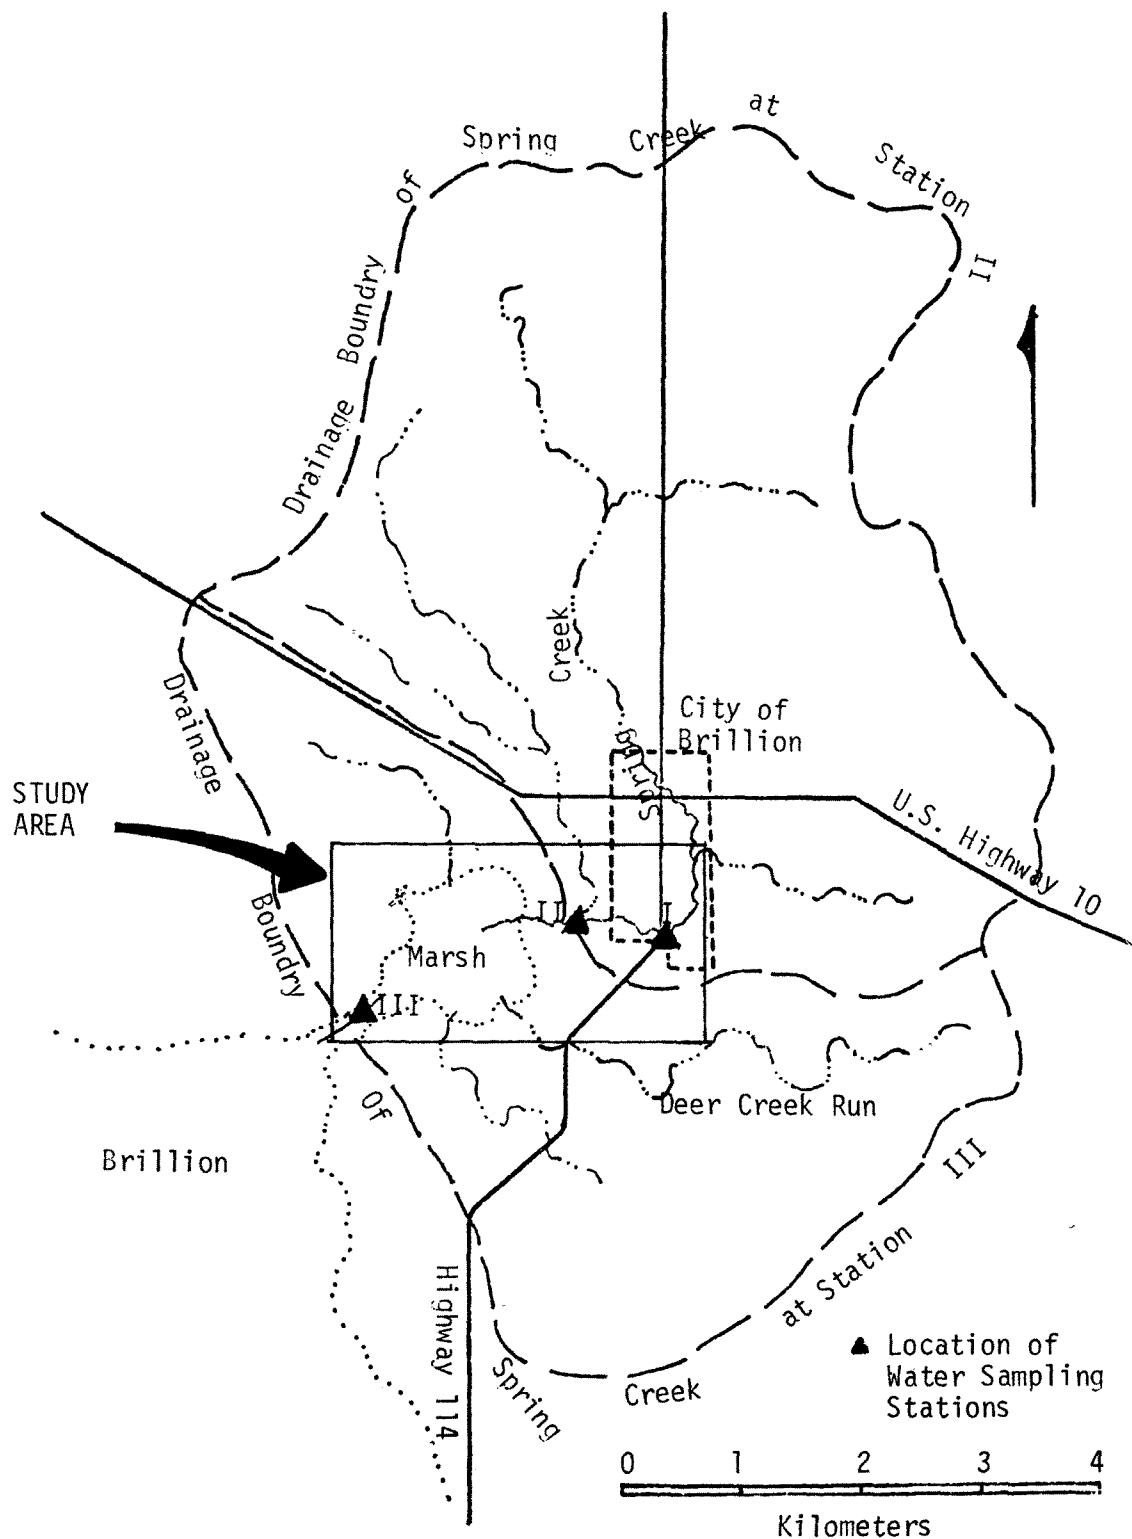 at
Spring Creek
Station
of
II
Boundry
Drainage
Creek
City of
Brillion
Drainage
Spring
STUDY
AREA
U.S. Highway 10
Boundry
II
I
Marsh
III
Of
Deer Creek Run
Brillion
III
at Station
Highway 114
Spring
Creek
Location of
Water Sampling
Stations
0 1 2 3 4
Kilometers